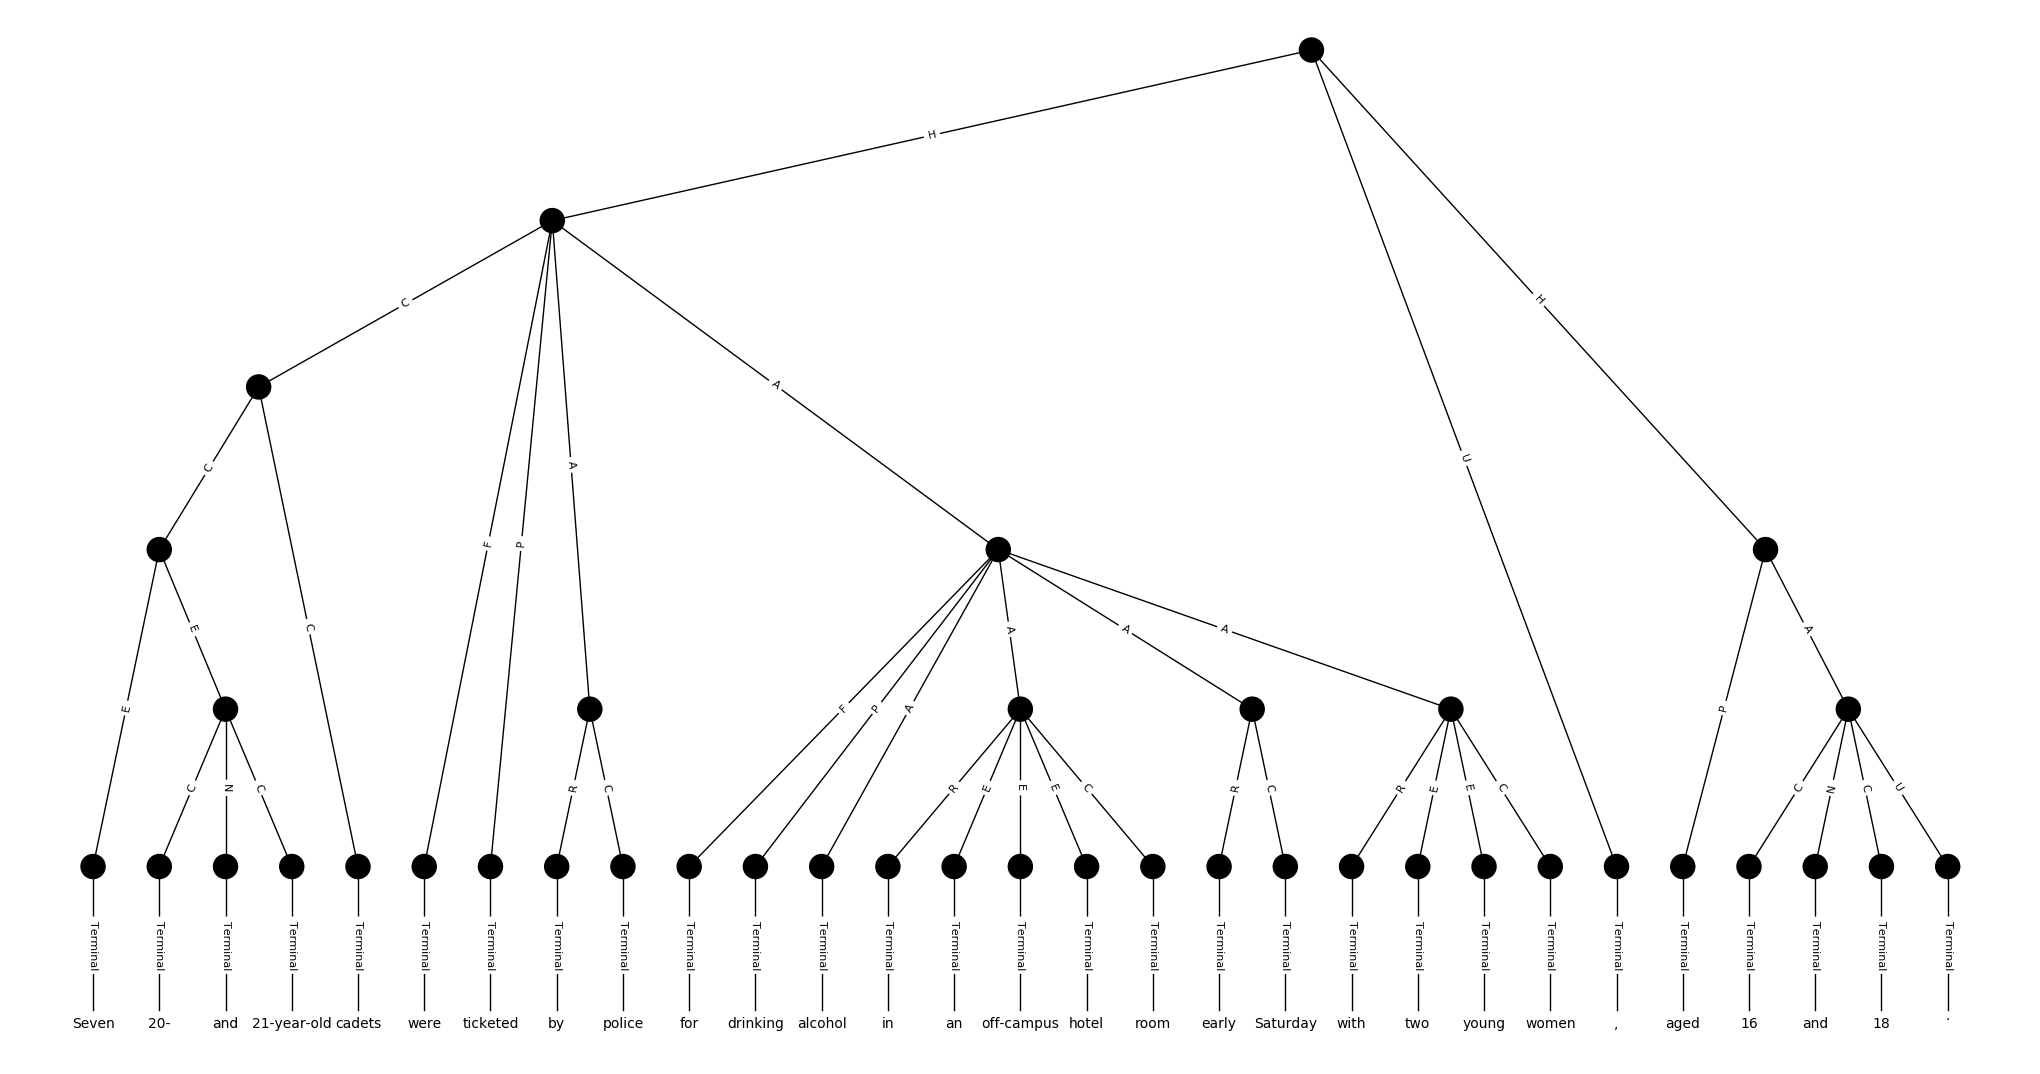 H
C
A
H
C
A
U
F
P
E
C
A
A
A
A
E
F
P
A
P
C
N
C
R
C
R
E
E
E
C
R
C
R
E
E
C
C
N
C
U
Terminal Terminal Terminal Terminal Terminal Terminal Terminal Terminal Terminal Terminal Terminal Terminal Terminal Terminal Terminal Terminal Terminal Terminal Terminal Terminal Terminal Terminal Terminal Terminal Terminal Terminal Terminal Terminal Terminal
Seven 20- and 21-year-old cadets were ticketed by police for drinking alcohol in an off-campus hotel room early Saturday with two young women , aged 16 and 18 .